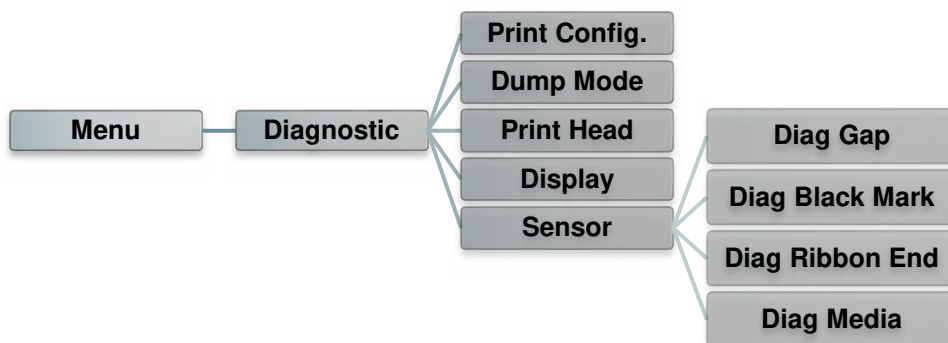 Menu
Diagnostic
Print Config.
Dump Mode
Print Head
Display
Sensor
Diag Gap
Diag Black Mark
Diag Ribbon End
Diag Media